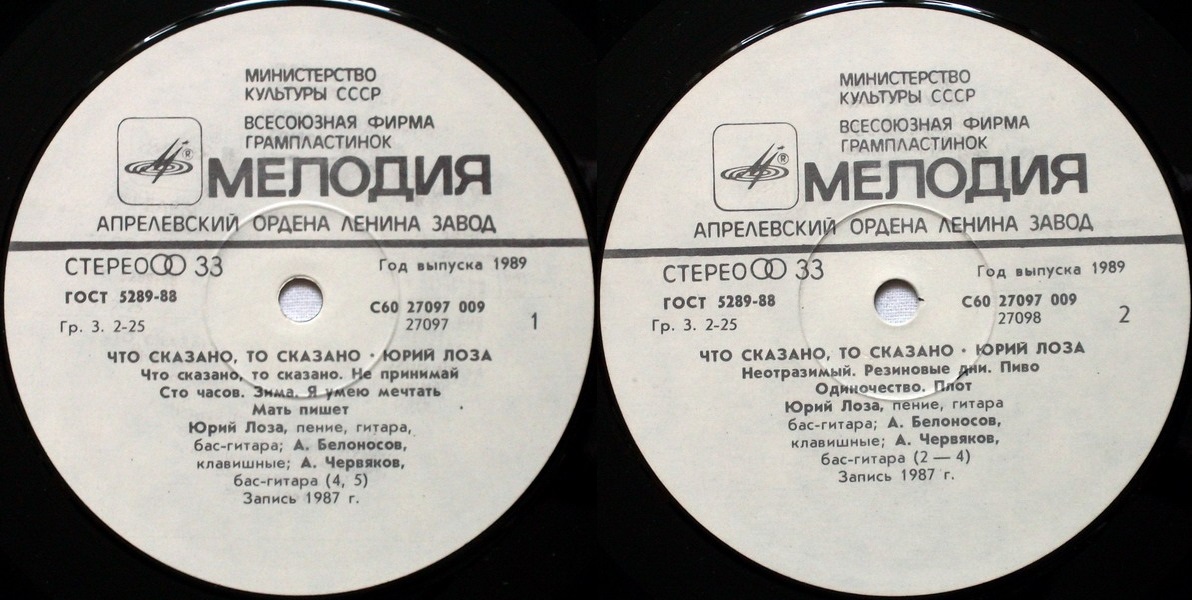 МИНИСТЕРСТВО
КУЛЬТУРЫ СССР
ВСЕСОЮЗНАЯ ФИРМА
ГРАМПЛАСТИНОК
®
МЕЛОДИЯ
АПРЕЛЕВСКИЙ ОРДЕНА ЛЕНИНА ЗАВОД
СТЕРЕО 33
Год выпуска 1989
ГОСТ 5289-88
С60 27097 009
Гр. 3. 2-25
27097
1
ЧТО СКАЗАНО, ТО СКАЗАНО · ЮРИЙ ЛОЗА
Что сказано, то сказано. Не принимай
Сто часов. Зима. Я умею мечтать
Мать пишет
Юрий Лоза, пение, гитара,
бас-гитара; А. Белоносов,
клавишные; А. Червяков,
бас-гитара (4, 5)
Запись 1987 г.
МИНИСТЕРСТВО
КУЛЬТУРЫ СССР
ВСЕСОЮЗНАЯ ФИРМА
ГРАМПЛАСТИНОК
®
МЕЛОДИЯ
АПРЕЛЕВСКИЙ ОРДЕНА ЛЕНИНА ЗАВОД
СТЕРЕО 33
Год выпуска 1989
ГОСТ 5289-88
С60 27097 009
Гр. 3. 2-25
27098
2
ЧТО СКАЗАНО, ТО СКАЗАНО · ЮРИЙ ЛОЗА
Неотразимый. Резиновые дни. Пиво
Одиночество. Плот
Юрий Лоза, пение, гитара
бас-гитара; А. Белоносов,
клавишные; А. Червяков,
бас-гитара (2 — 4)
Запись 1987 г.